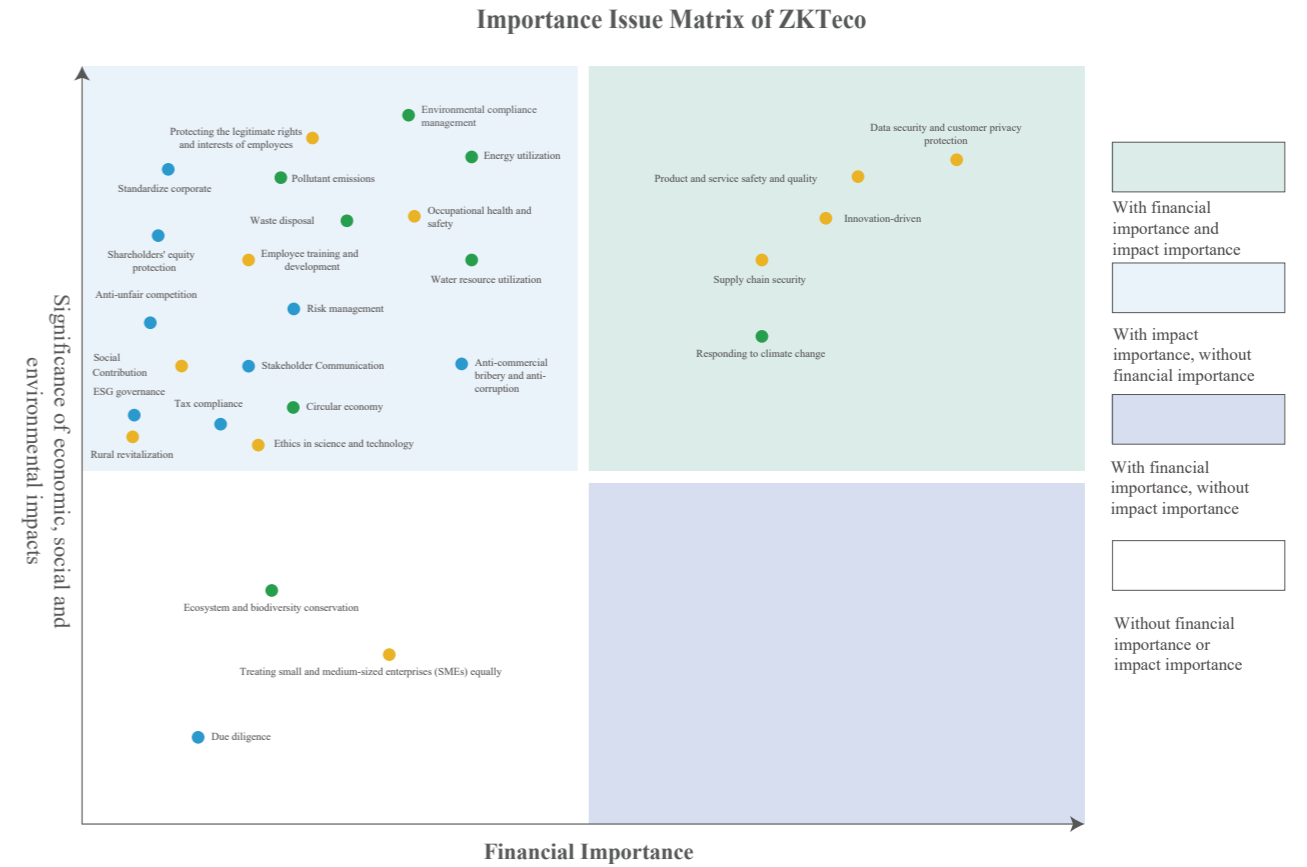 Importance Issue Matrix of ZKTeco
Significance of economic, social and
environmental impacts
Environmental compliance
management
Protecting the legitimate rights
and interests of employees
Energy utilization
Standardize corporate
Pollutant emissions
Waste disposal
Occupational health and
safety
Shareholders' equity
protection
Employee training and
development
Water resource utilization
Anti-unfair competition
Risk management
Social
Contribution
Stakeholder Communication
Anti-commercial
bribery and anti-
corruption
ESG governance
Tax compliance
Circular economy
Rural revitalization
Ethics in science and technology
Data security and customer privacy
protection
Product and service safety and quality
Innovation-driven
Supply chain security
Responding to climate change
Ecosystem and biodiversity conservation
Treating small and medium-sized enterprises (SMEs) equally
Due diligence
Financial Importance
With financial
importance and
impact importance
With impact
importance, without
financial importance
With financial
importance, without
impact importance
Without financial
importance or
impact importance